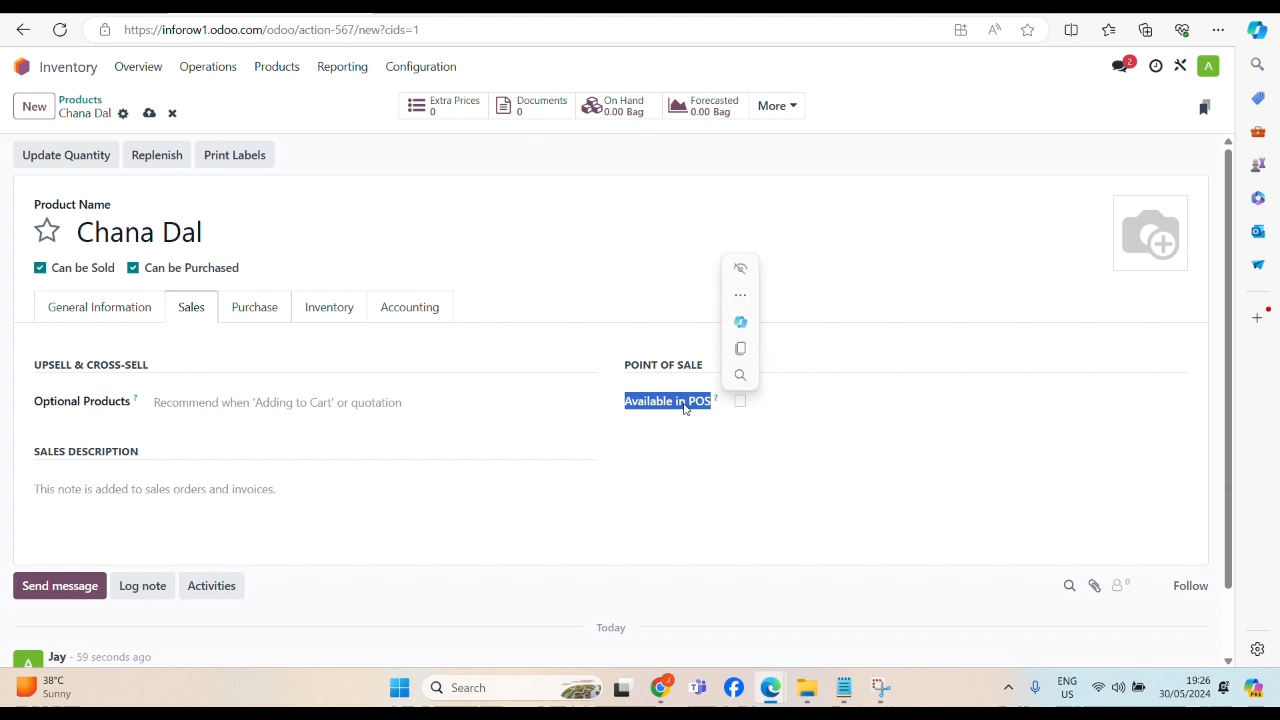 https://inforow1.odoo.com/odoo/action-567/new?cids=1
Inventory Overview Operations Products Reporting Configuration 2 A
New Products Chana Dal
Extra Prices 0 Documents 0 On Hand 0.00 Bag Forecasted 0.00 Bag More
Update Quantity Replenish Print Labels
Product Name
Chana Dal
Can be Sold Can be Purchased
General Information Sales Purchase Inventory Accounting
UPSELL & CROSS-SELL POINT OF SALE
Optional Products ? Recommend when 'Adding to Cart' or quotation Available in POS ?
SALES DESCRIPTION
This note is added to sales orders and invoices.
Send message Log note Activities 0 Follow
Today
A Jay - 59 seconds ago
38°C Sunny Search ENG US 19:26 30/05/2024